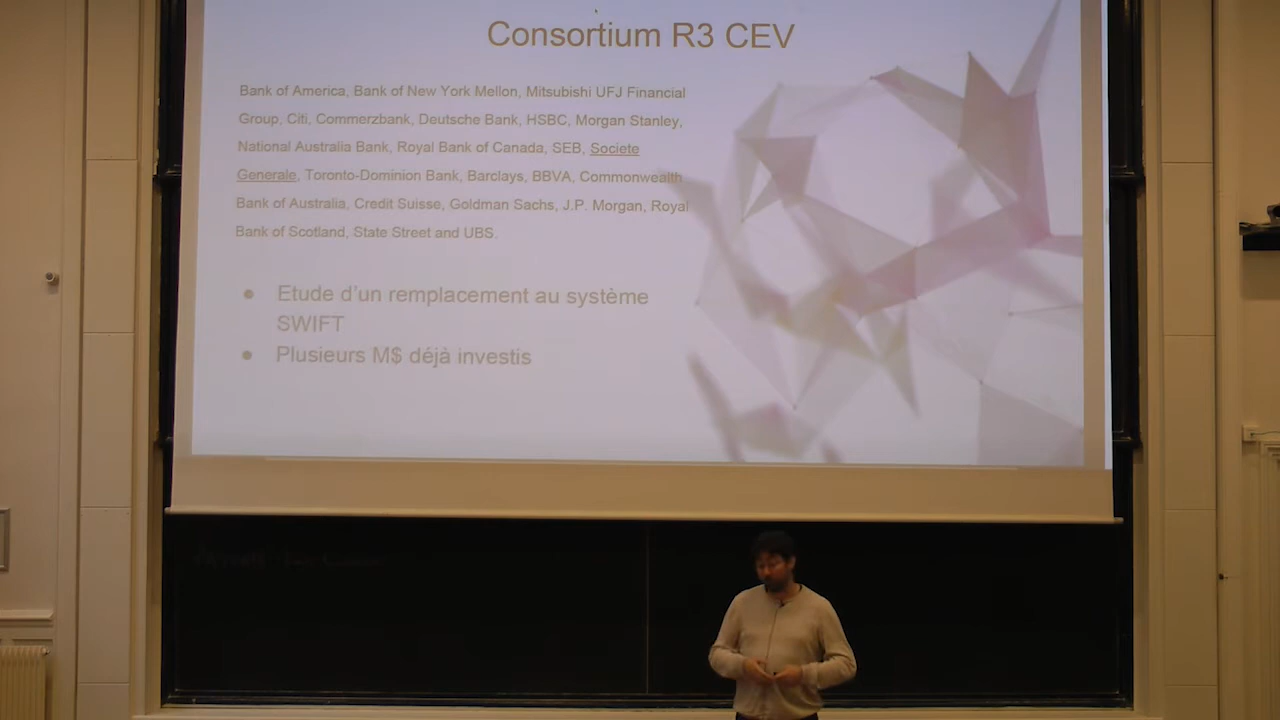 Consortium R3 CEV
Bank of America, Bank of New York Mellon, Mitsubishi UFJ Financial
Group, Citi, Commerzbank, Deutsche Bank, HSBC, Morgan Stanley,
National Australia Bank, Royal Bank of Canada, SEB, Societe
Generale, Toronto-Dominion Bank, Barclays, BBVA, Commonwealth
Bank of Australia, Credit Suisse, Goldman Sachs, J.P. Morgan, Royal
Bank of Scotland, State Street and UBS.
● Etude d'un remplacement au système
SWIFT
● Plusieurs M$ déjà investis